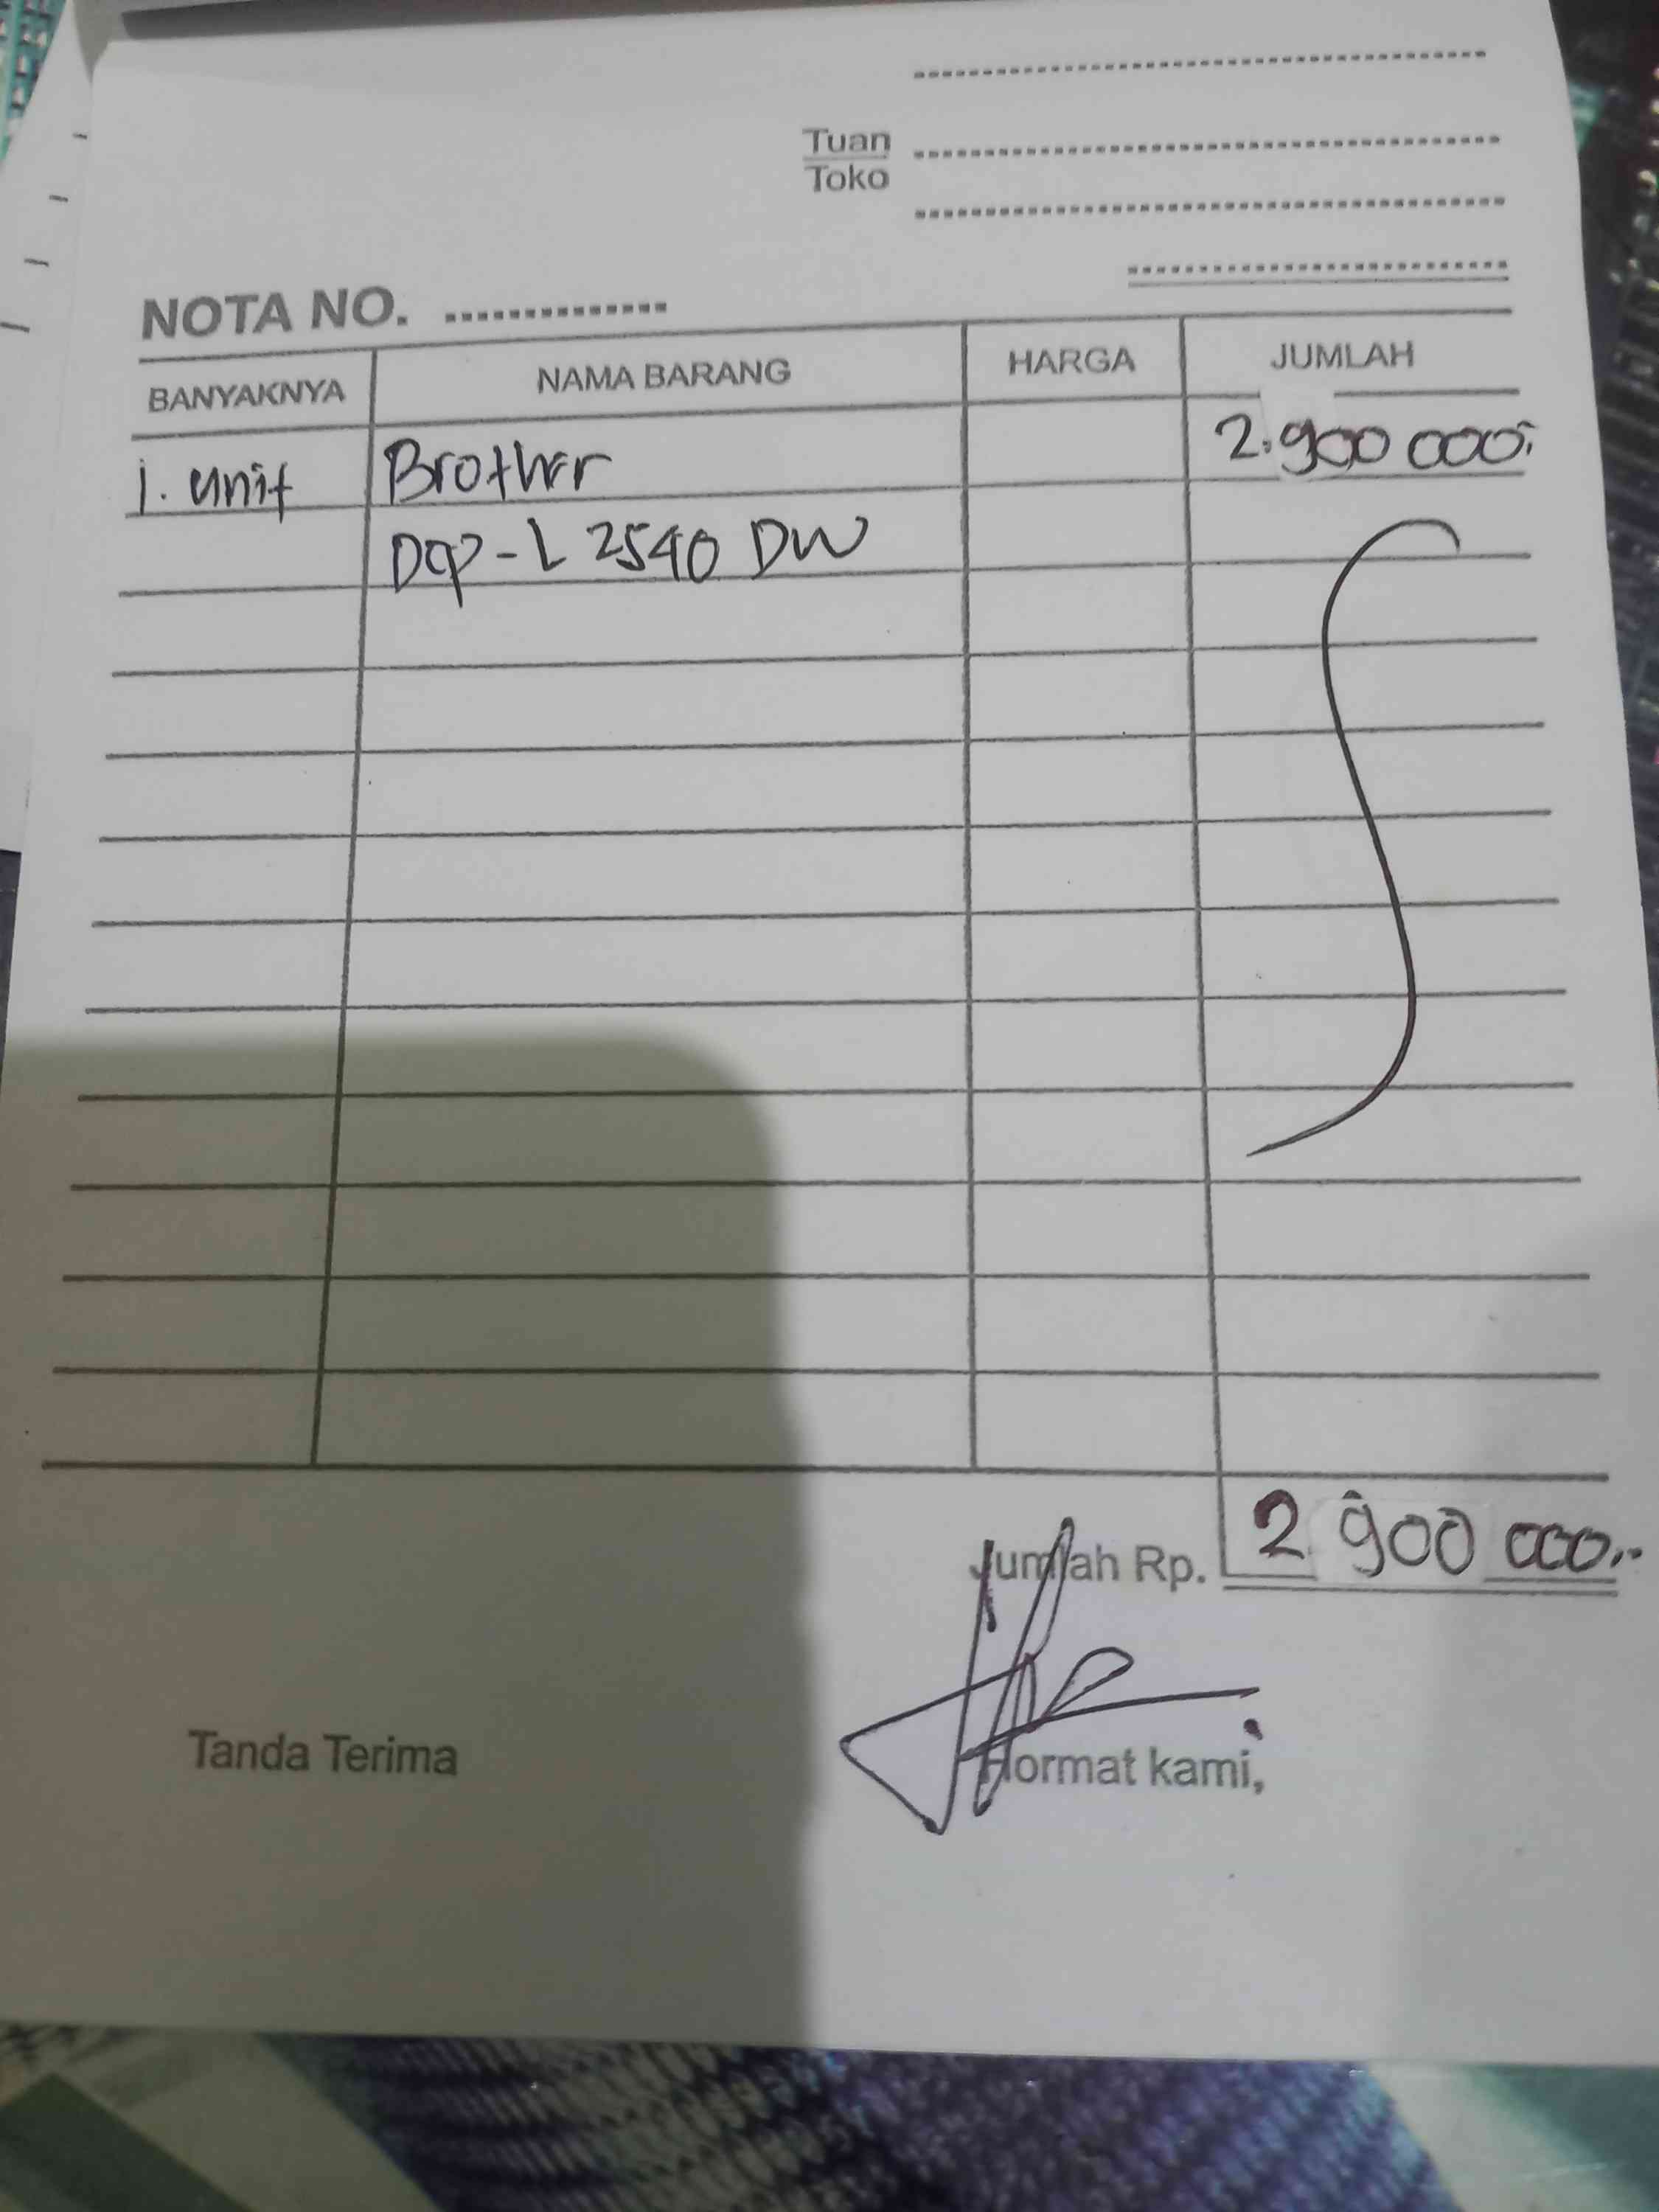 Tuan
Toko
NOTA NO. ..............
BANYAKNYA NAMA BARANG HARGA JUMLAH
1. unit Brother 2.900 000.
Dcp-L 2540 DW
Jumlah Rp. 2 900 000.-
Tanda Terima Hormat kami,